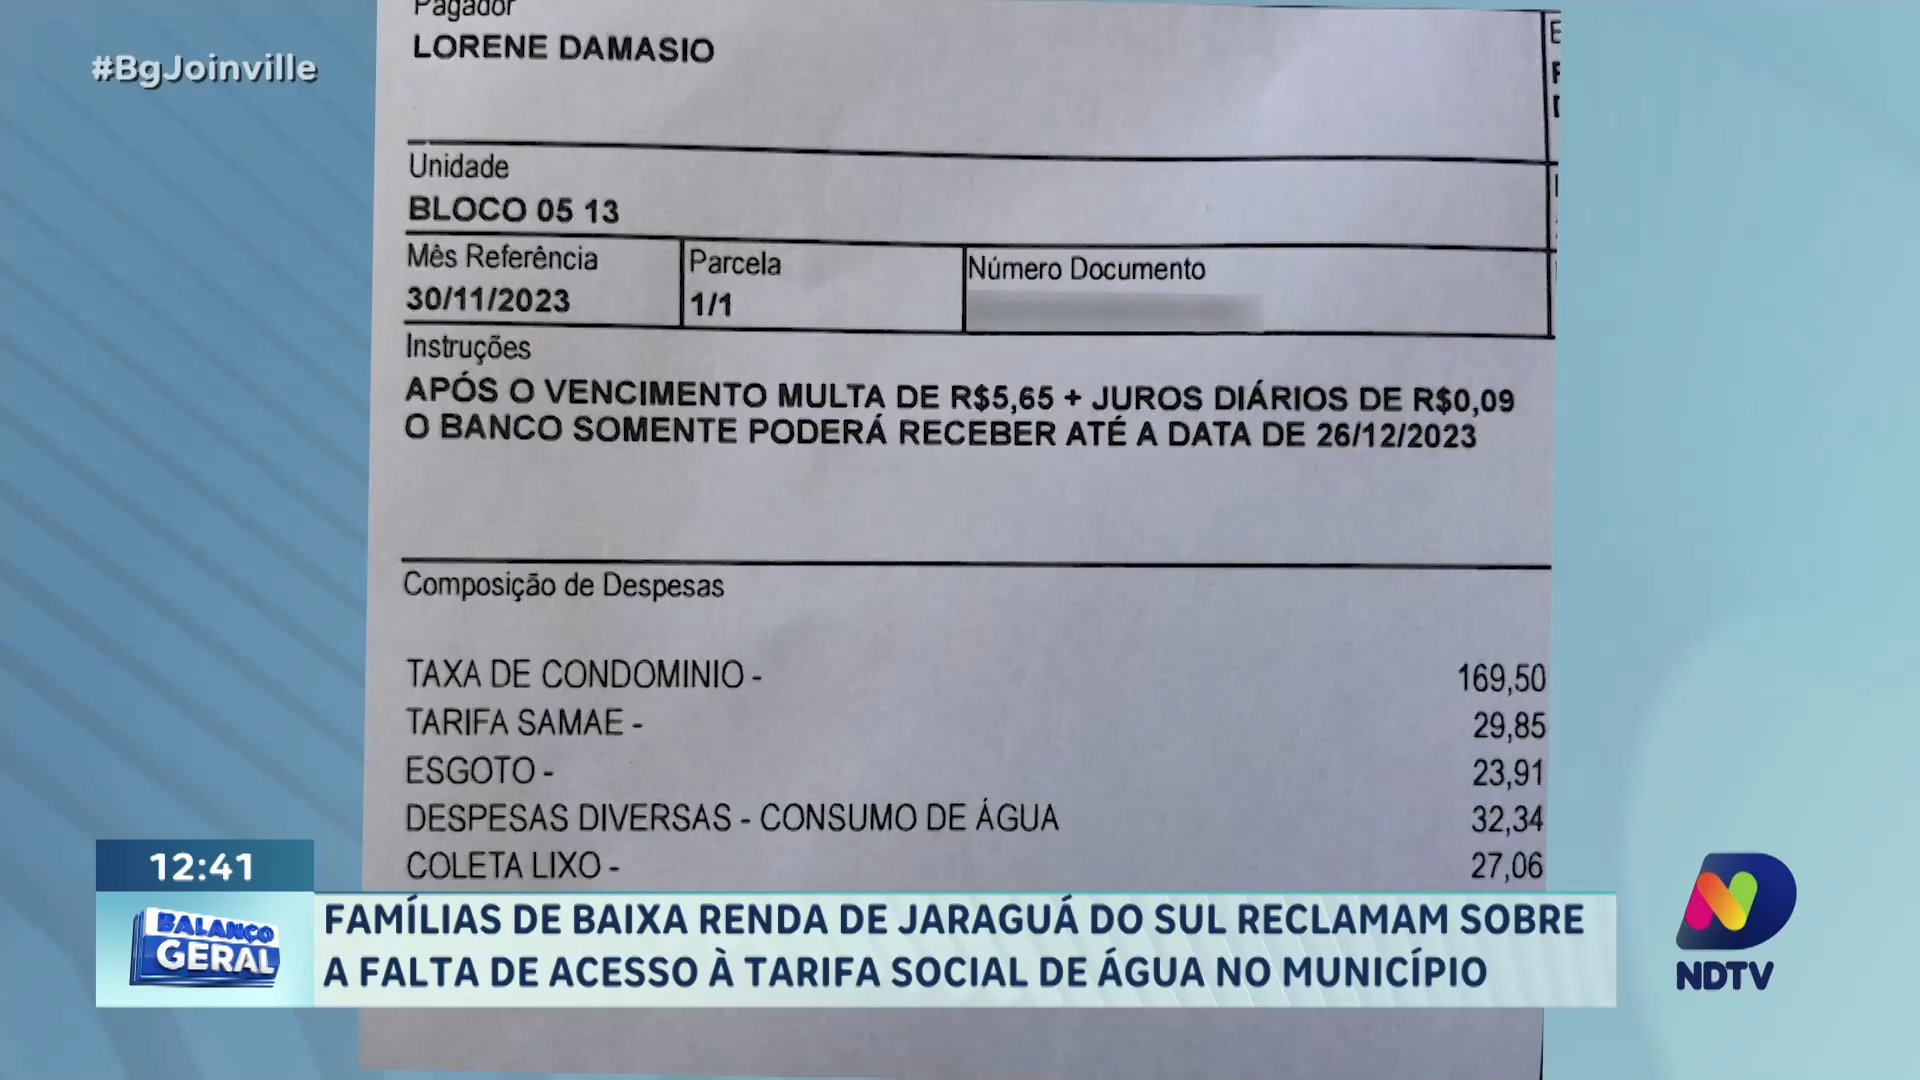 Pagador
LORENE DAMASIO
#BgJoinville
Unidade
BLOCO 05 13
Mês Referência
30/11/2023
Parcela
1/1
Número Documento
Instruções
APÓS O VENCIMENTO MULTA DE R$5,65 + JUROS DIÁRIOS DE R$0,09
O BANCO SOMENTE PODERÁ RECEBER ATÉ A DATA DE 26/12/2023
Composição de Despesas
TAXA DE CONDOMINIO - 169,50
TARIFA SAMAE - 29,85
ESGOTO - 23,91
DESPESAS DIVERSAS - CONSUMO DE ÁGUA 32,34
COLETA LIXO - 27,06
12:41
BALANÇO
GERAL
FAMÍLIAS DE BAIXA RENDA DE JARAGUÁ DO SUL RECLAMAM SOBRE
A FALTA DE ACESSO À TARIFA SOCIAL DE ÁGUA NO MUNICÍPIO
NDTV